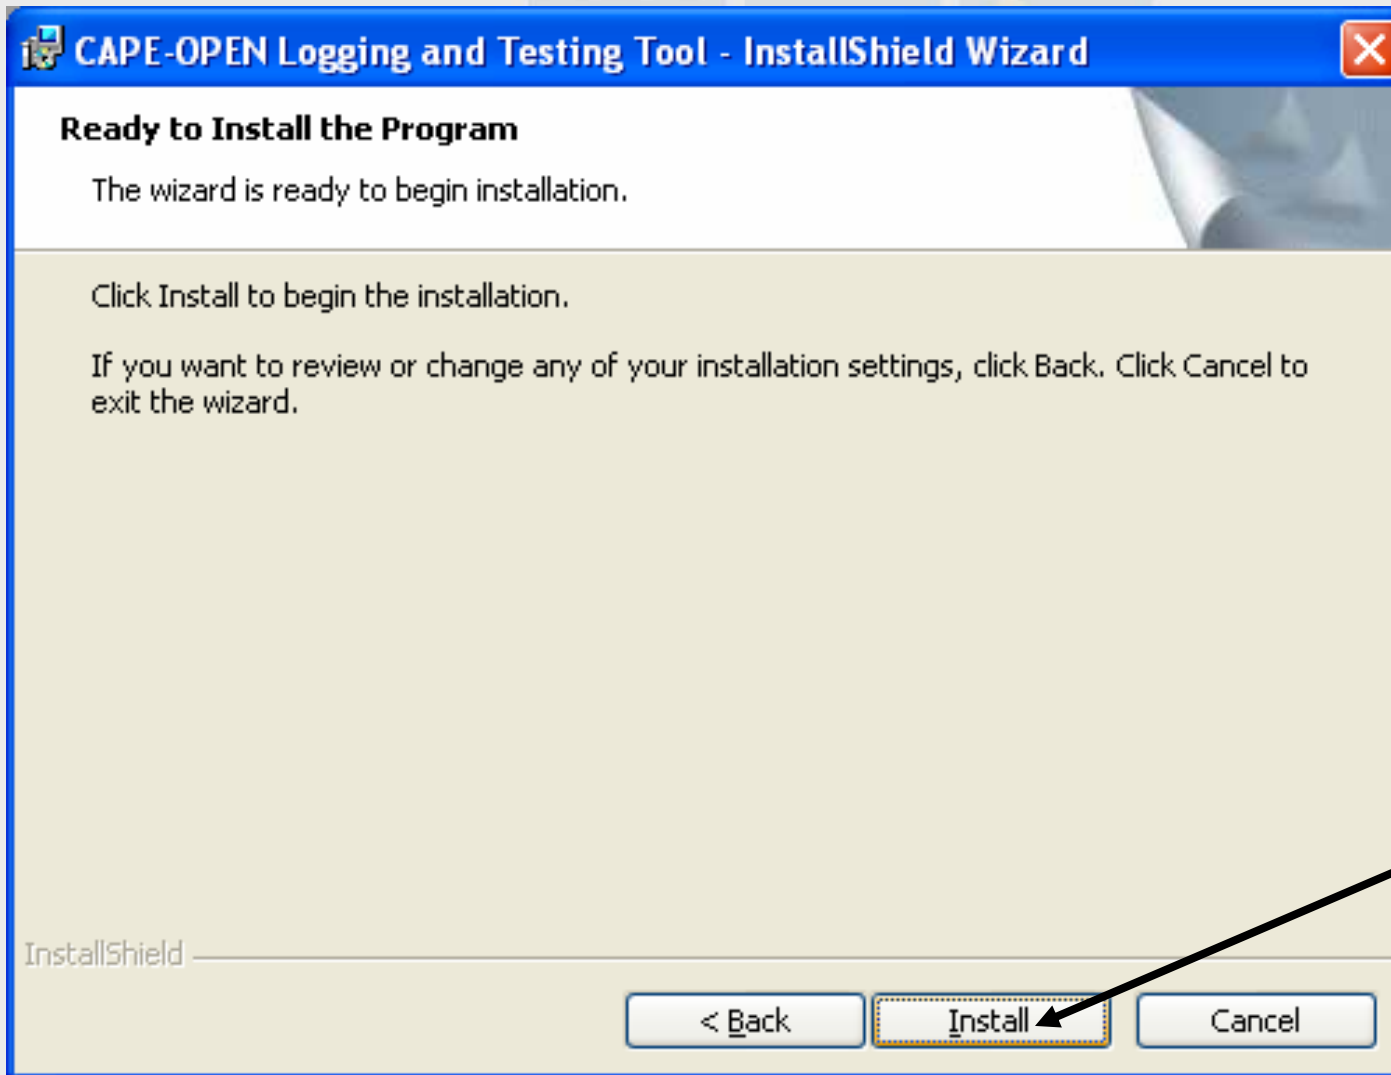 CAPE-OPEN Logging and Testing Tool - InstallShield Wizard
Ready to Install the Program
The wizard is ready to begin installation.
Click Install to begin the installation.
If you want to review or change any of your installation settings, click Back. Click Cancel to
exit the wizard.
InstallShield
< Back Install Cancel